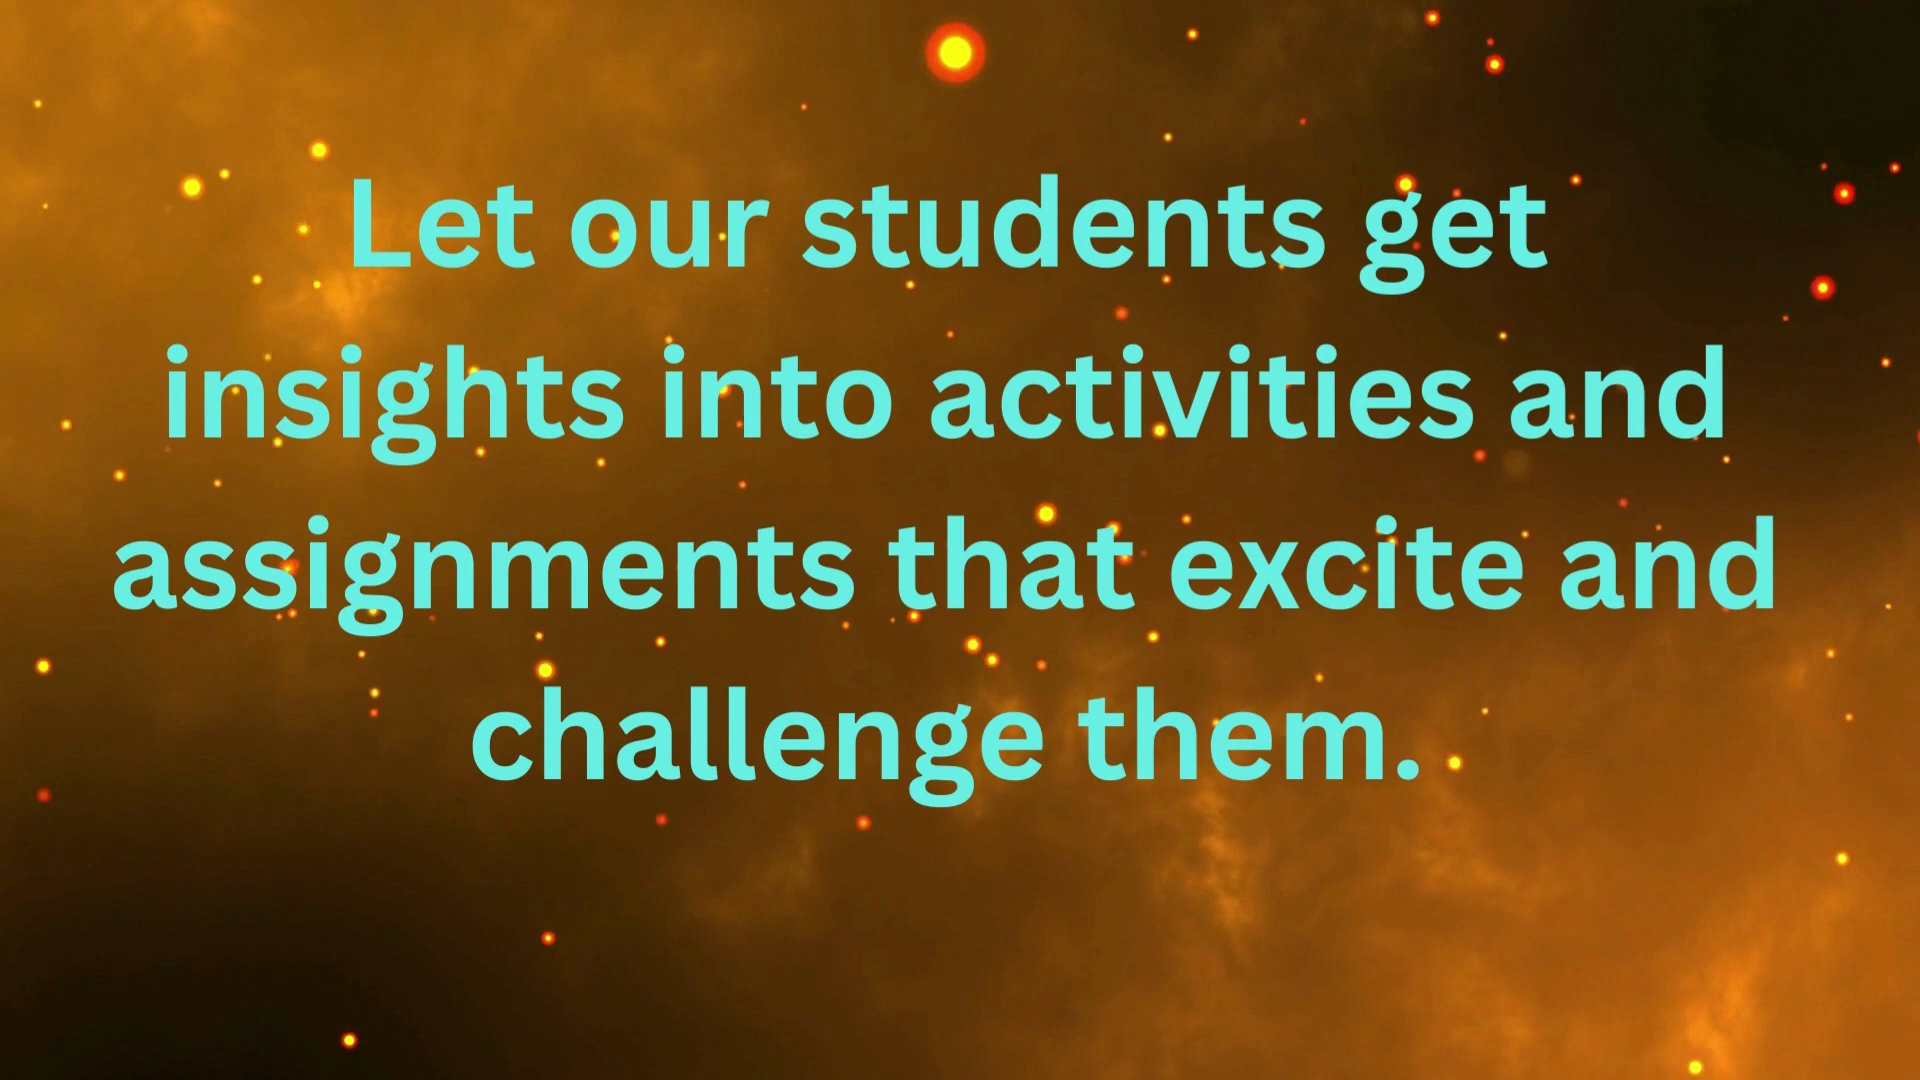 Let our students get
insights into activities and
assignments that excite and
challenge them.